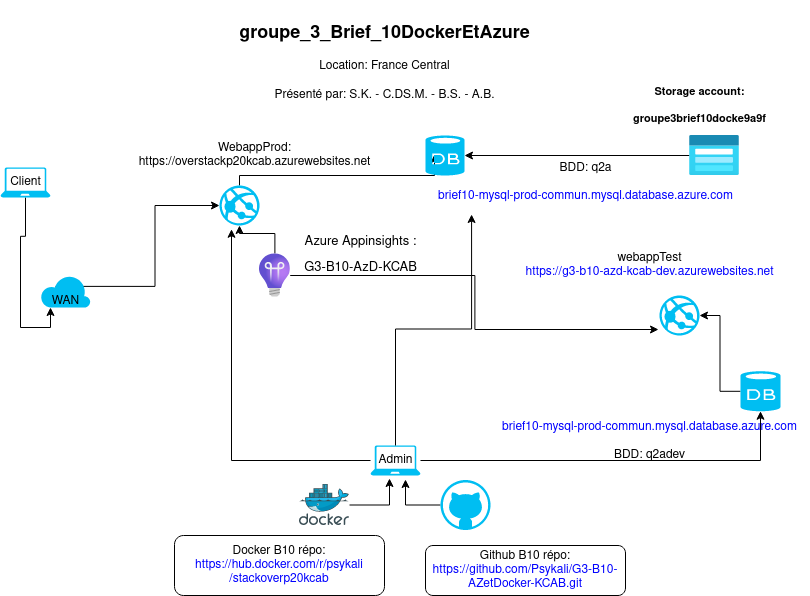 groupe_3_Brief_10DockerEtAzure
Location: France Central
Présenté par: S.K. - C.DS.M. - B.S. - A.B.
Storage account:
groupe3brief10docke9a9f
WebappProd:
https://overstackp20kcab.azurewebsites.net
DB
BDD: q2a
Client
brief10-mysql-prod-commun.mysql.database.azure.com
Azure Appinsights :
G3-B10-AzD-KCAB
webappTest
https://g3-b10-azd-kcab-dev.azurewebsites.net
WAN
DB
brief10-mysql-prod-commun.mysql.database.azure.com
Admin
BDD: q2adev
docker
Docker B10 répo:
https://hub.docker.com/r/psykali
/stackoverp20kcab
Github B10 répo:
https://github.com/Psykali/G3-B10-
AZetDocker-KCAB.git